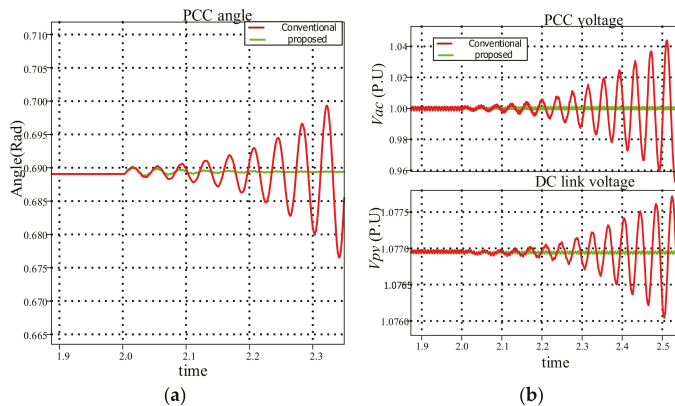 PCC angle
Conventional
proposed
Angle(Rad)
0.710
0.705
0.700
0.695
0.690
0.685
0.680
0.675
0.670
0.665
1.9
2.0
2.1
2.2
2.3
time
(a)
PCC voltage
Conventional
proposed
Vac (P.U)
1.04
1.02
1.00
0.98
0.96
DC link voltage
Vpv (P.U)
1.0775
1.0770
1.0765
1.0760
1.9
2.0
2.1
2.2
2.3
2.4
2.5
time
(b)